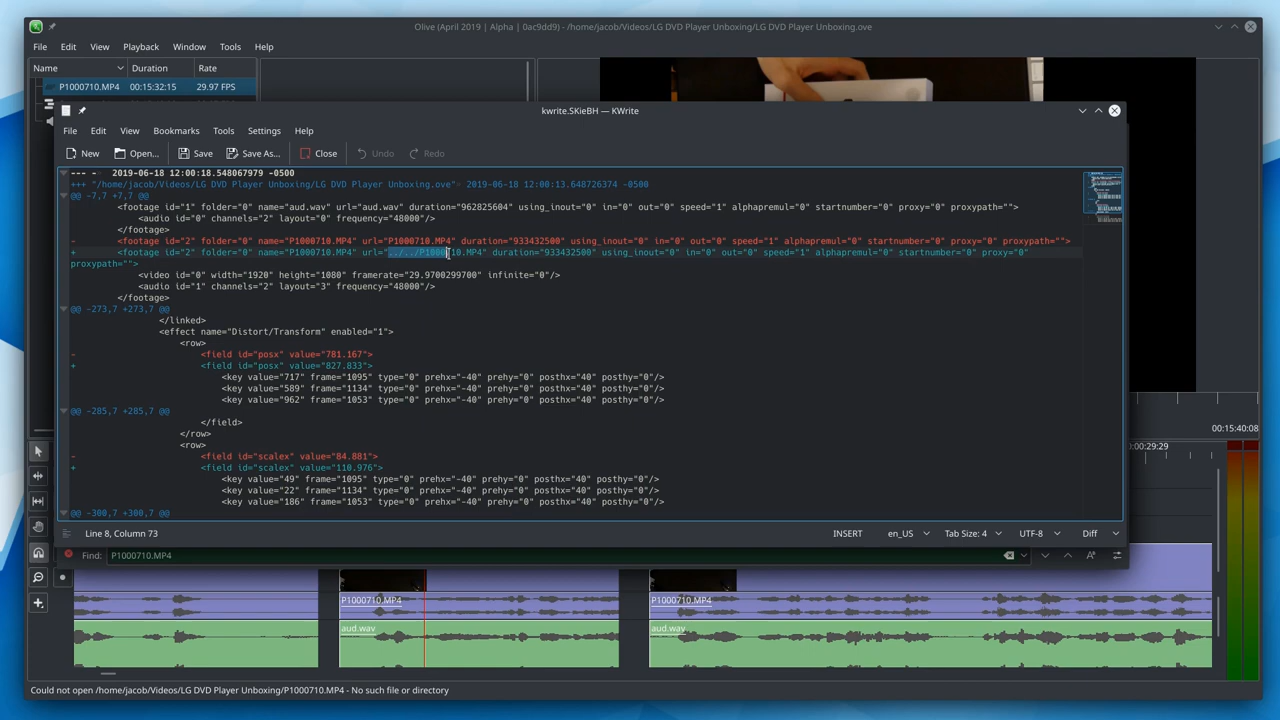 Olive (April 2019 | Alpha | 0ac9dd9) - /home/jacob/Videos/LG DVD Player Unboxing/LG DVD Player Unboxing.ove
File Edit View Playback Window Tools Help
Name Duration Rate
P1000710.MP4 00:15:32:15 29.97 FPS
kwrite.SKieBH — KWrite
File Edit View Bookmarks Tools Settings Help
New Open... Save Save As... Close Undo Redo
--- - 2019-06-18 12:00:18.548067979 -0500
+++ "/home/jacob/Videos/LG DVD Player Unboxing/LG DVD Player Unboxing.ove" 2019-06-18 12:00:13.648726374 -0500
@@ -7,7 +7,7 @@
<footage id="1" folder="0" name="aud.wav" url="aud.wav" duration="962825604" using_inout="0" in="0" out="0" speed="1" alphapremul="0" startnumber="0" proxy="0" proxypath="">
<audio id="0" channels="2" layout="0" frequency="48000"/>
</footage>
- <footage id="2" folder="0" name="P1000710.MP4" url="P1000710.MP4" duration="933432500" using_inout="0" in="0" out="0" speed="1" alphapremul="0" startnumber="0" proxy="0" proxypath="">
+ <footage id="2" folder="0" name="P1000710.MP4" url="../../P1000710.MP4" duration="933432500" using_inout="0" in="0" out="0" speed="1" alphapremul="0" startnumber="0" proxy="0"
proxypath="">
<video id="0" width="1920" height="1080" framerate="29.9700299700" infinite="0"/>
<audio id="1" channels="2" layout="3" frequency="48000"/>
</footage>
@@ -273,7 +273,7 @@
</linked>
<effect name="Distort/Transform" enabled="1">
<row>
- <field id="posx" value="781.167">
+ <field id="posx" value="827.833">
<key value="717" frame="1095" type="0" prehx="-40" prehy="0" posthx="40" posthy="0"/>
<key value="589" frame="1134" type="0" prehx="-40" prehy="0" posthx="40" posthy="0"/>
<key value="962" frame="1053" type="0" prehx="-40" prehy="0" posthx="40" posthy="0"/>
@@ -285,7 +285,7 @@
</field>
</row>
<row>
- <field id="scalex" value="84.881">
+ <field id="scalex" value="110.976">
<key value="49" frame="1095" type="0" prehx="-40" prehy="0" posthx="40" posthy="0"/>
<key value="22" frame="1134" type="0" prehx="-40" prehy="0" posthx="40" posthy="0"/>
<key value="186" frame="1053" type="0" prehx="-40" prehy="0" posthx="40" posthy="0"/>
@@ -300,7 +300,7 @@
00:15:40:08
:00:29:29
Line 8, Column 73 INSERT en_US Tab Size: 4 UTF-8 Diff
Find: P1000710.MP4
P1000710.MP4 P1000710.MP4
aud.wav aud.wav
Could not open /home/jacob/Videos/LG DVD Player Unboxing/P1000710.MP4 - No such file or directory